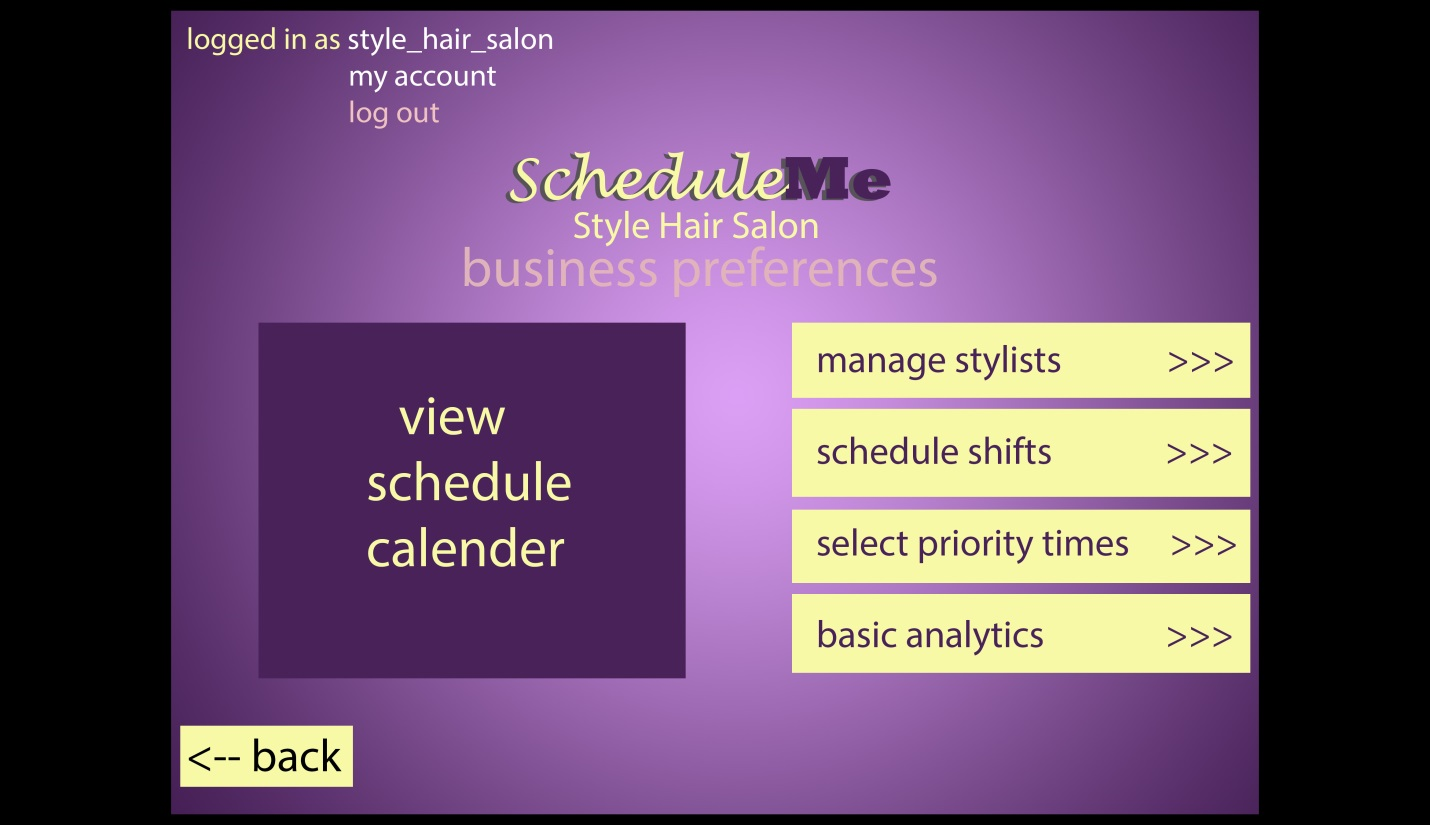 logged in as style_hair_salon
my account
log out
ScheduleMe
Style Hair Salon
business preferences
view
schedule
calender
manage stylists >>>
schedule shifts >>>
select priority times >>>
basic analytics >>>
<-- back